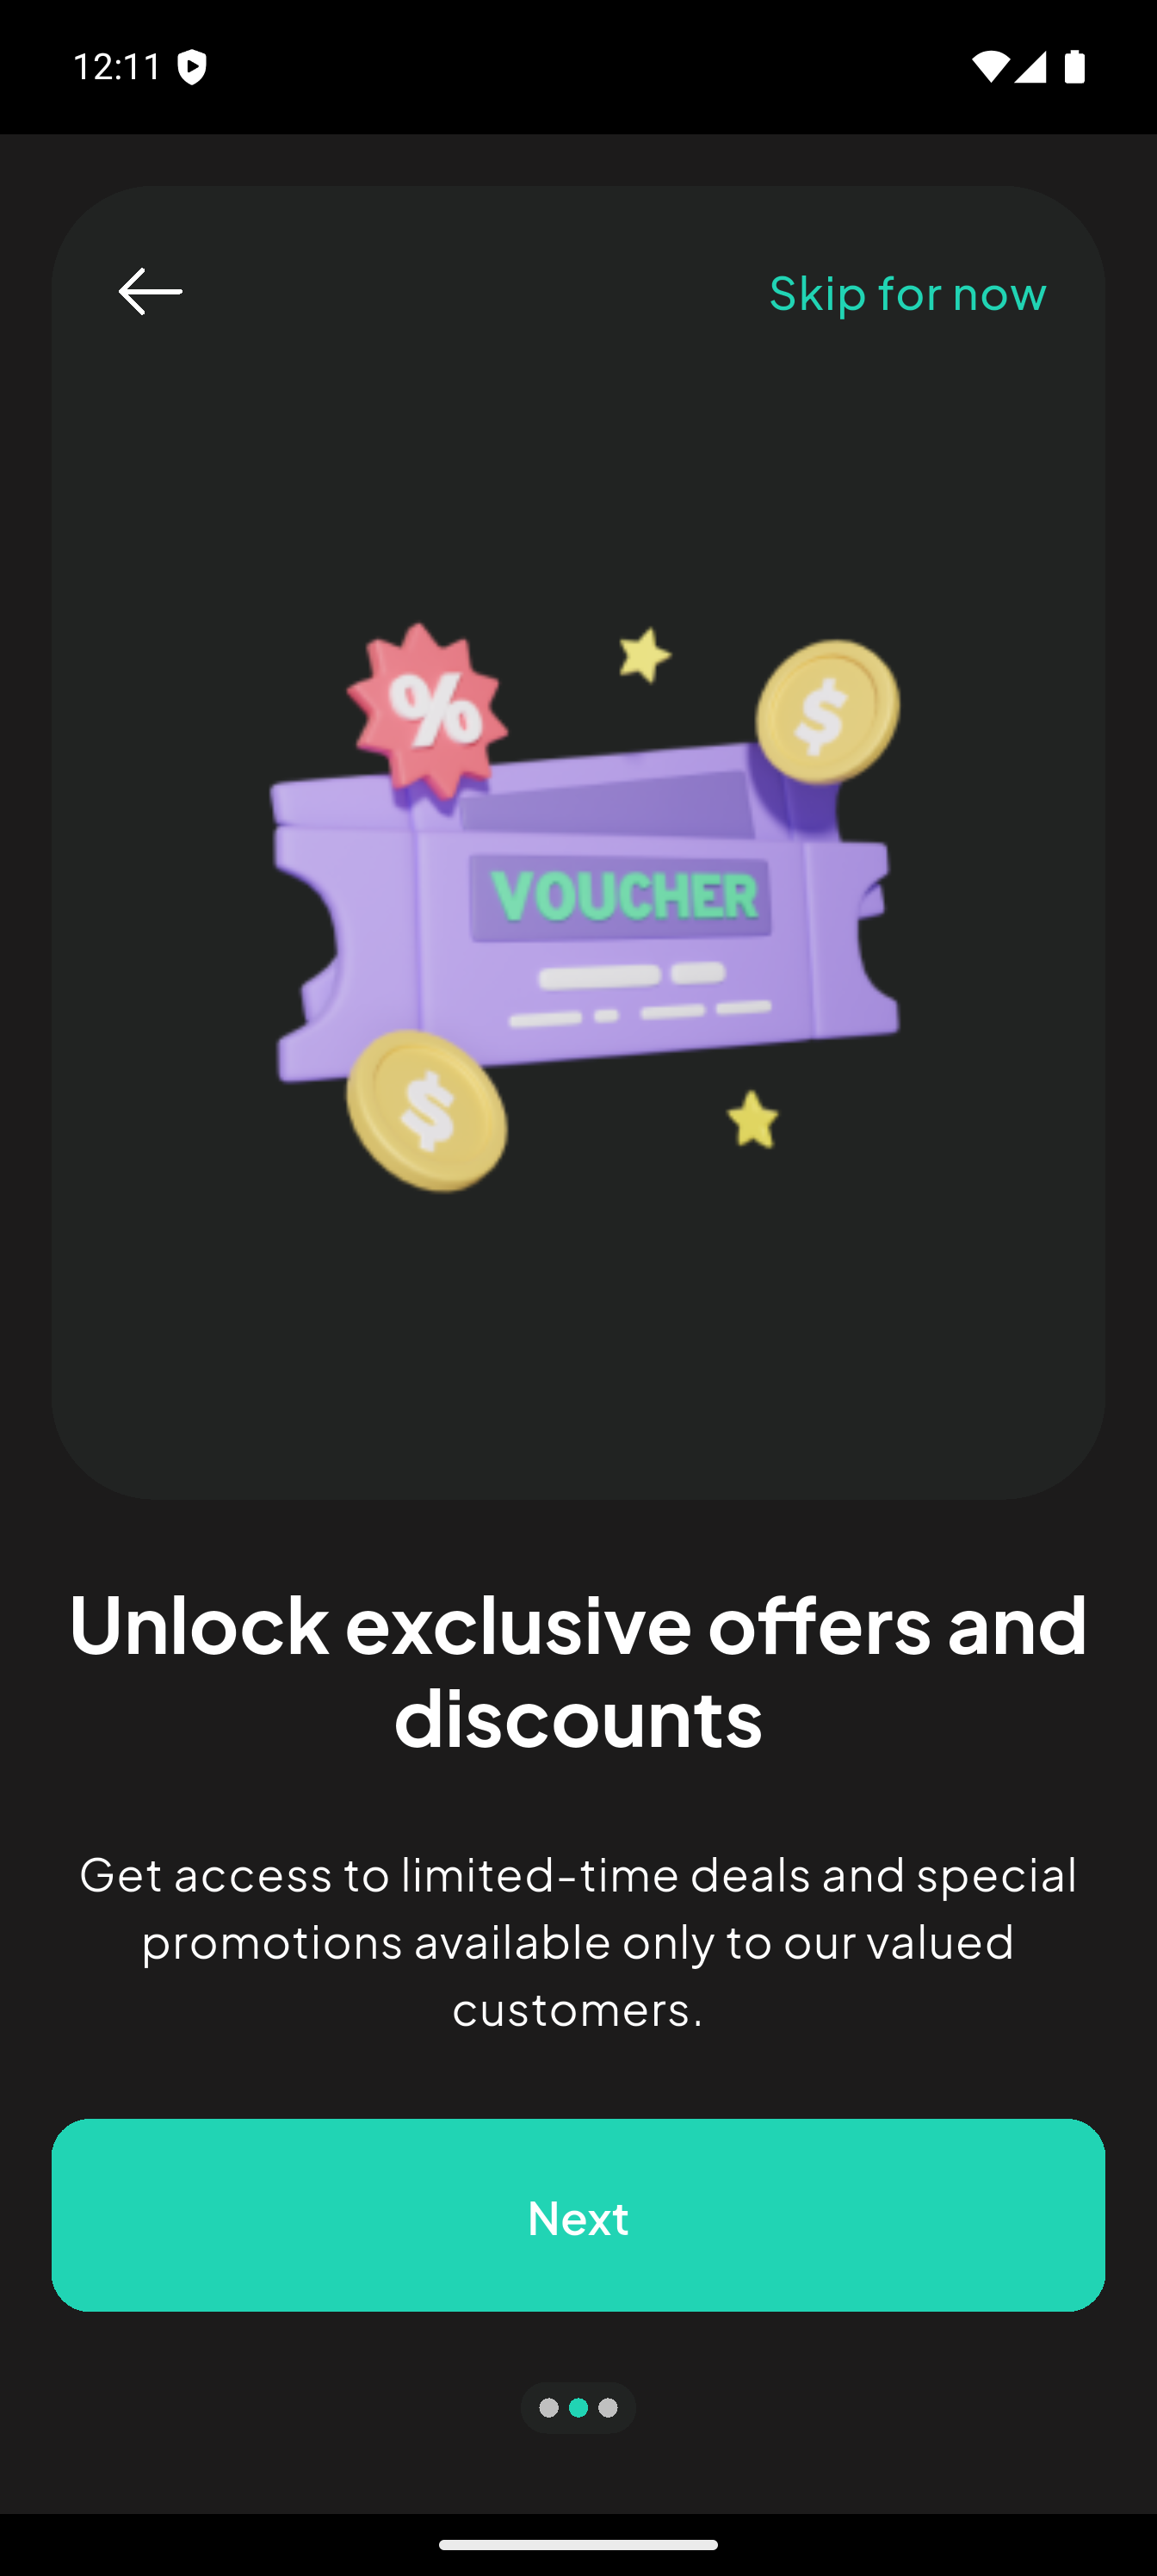 12:11
Skip for now
%
$
VOUCHER
$
Unlock exclusive offers and
discounts
Get access to limited-time deals and special
promotions available only to our valued
customers.
Next